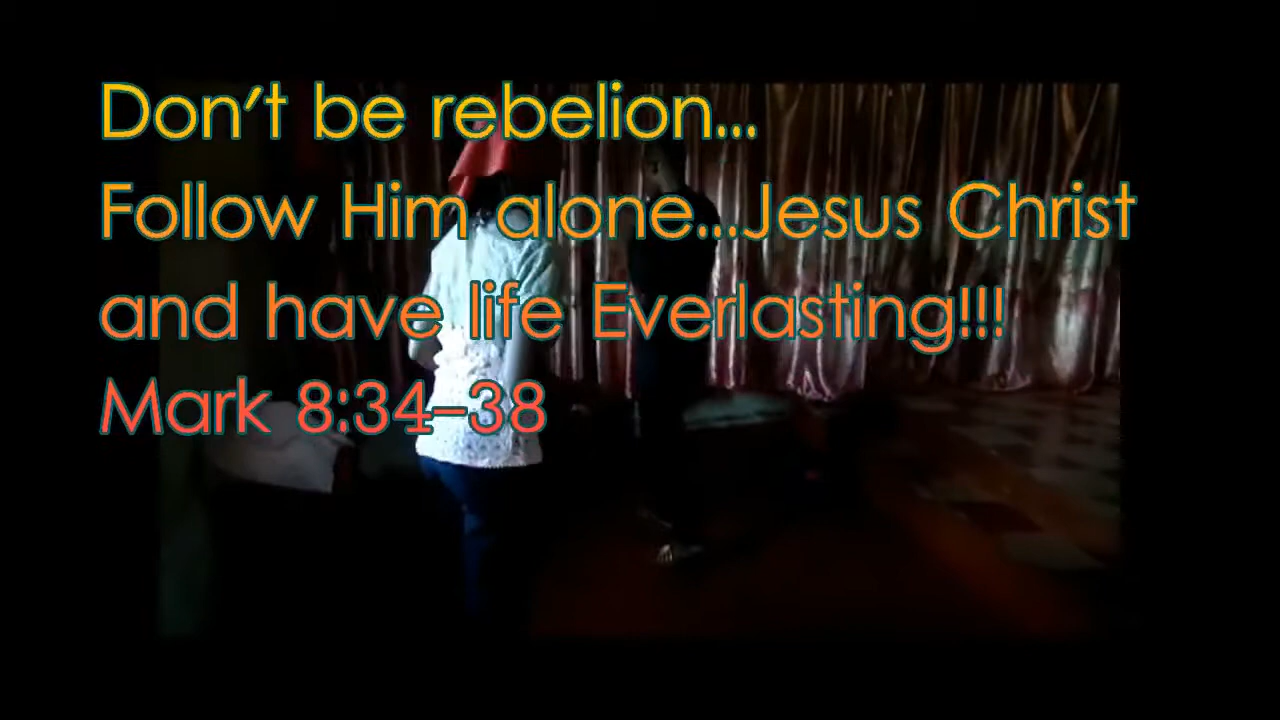 Don't be rebelion...
Follow Him alone...Jesus Christ
and have life Everlasting!!!
Mark 8:34-38